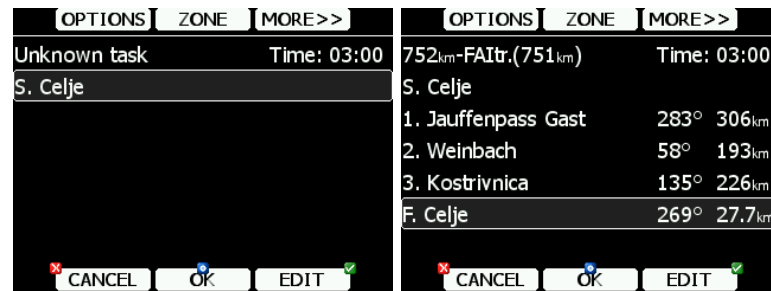 OPTIONS ZONE MORE>>
Unknown task Time: 03:00
S. Celje
CANCEL OK EDIT
OPTIONS ZONE MORE>>
752km-FAItr.(751km) Time: 03:00
S. Celje
1. Jauffenpass Gast 283° 306km
2. Weinbach 58° 193km
3. Kostrivnica 135° 226km
F. Celje 269° 27.7km
CANCEL OK EDIT